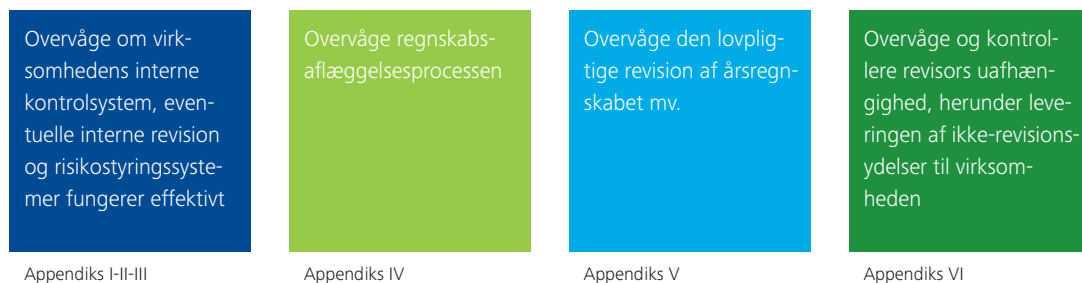 Overvåge om virk-
somhedens interne
kontrolsystem, even-
tuelle interne revision
og risikostyringssyste-
mer fungerer effektivt
Appendiks I-II-III
Overvåge regnskabs-
aflæggelsesprocessen
Appendiks IV
Overvåge den lovplig-
tige revision af årsregn-
skabet mv.
Appendiks V
Overvåge og kontrol-
lere revisors uafhæn-
gighed, herunder leve-
ringen af ikke-revisions-
ydelser til virksom-
heden
Appendiks VI